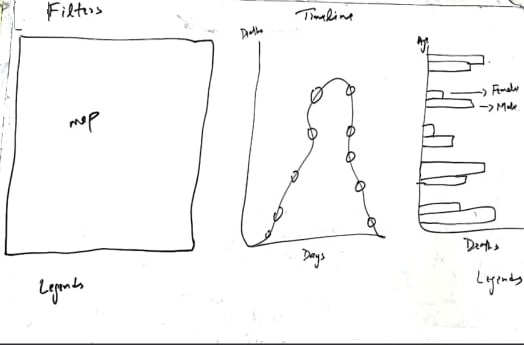 Filters
map
Legends
Timeline
Deaths
Days
Age
Female
Male
Deaths
Legends